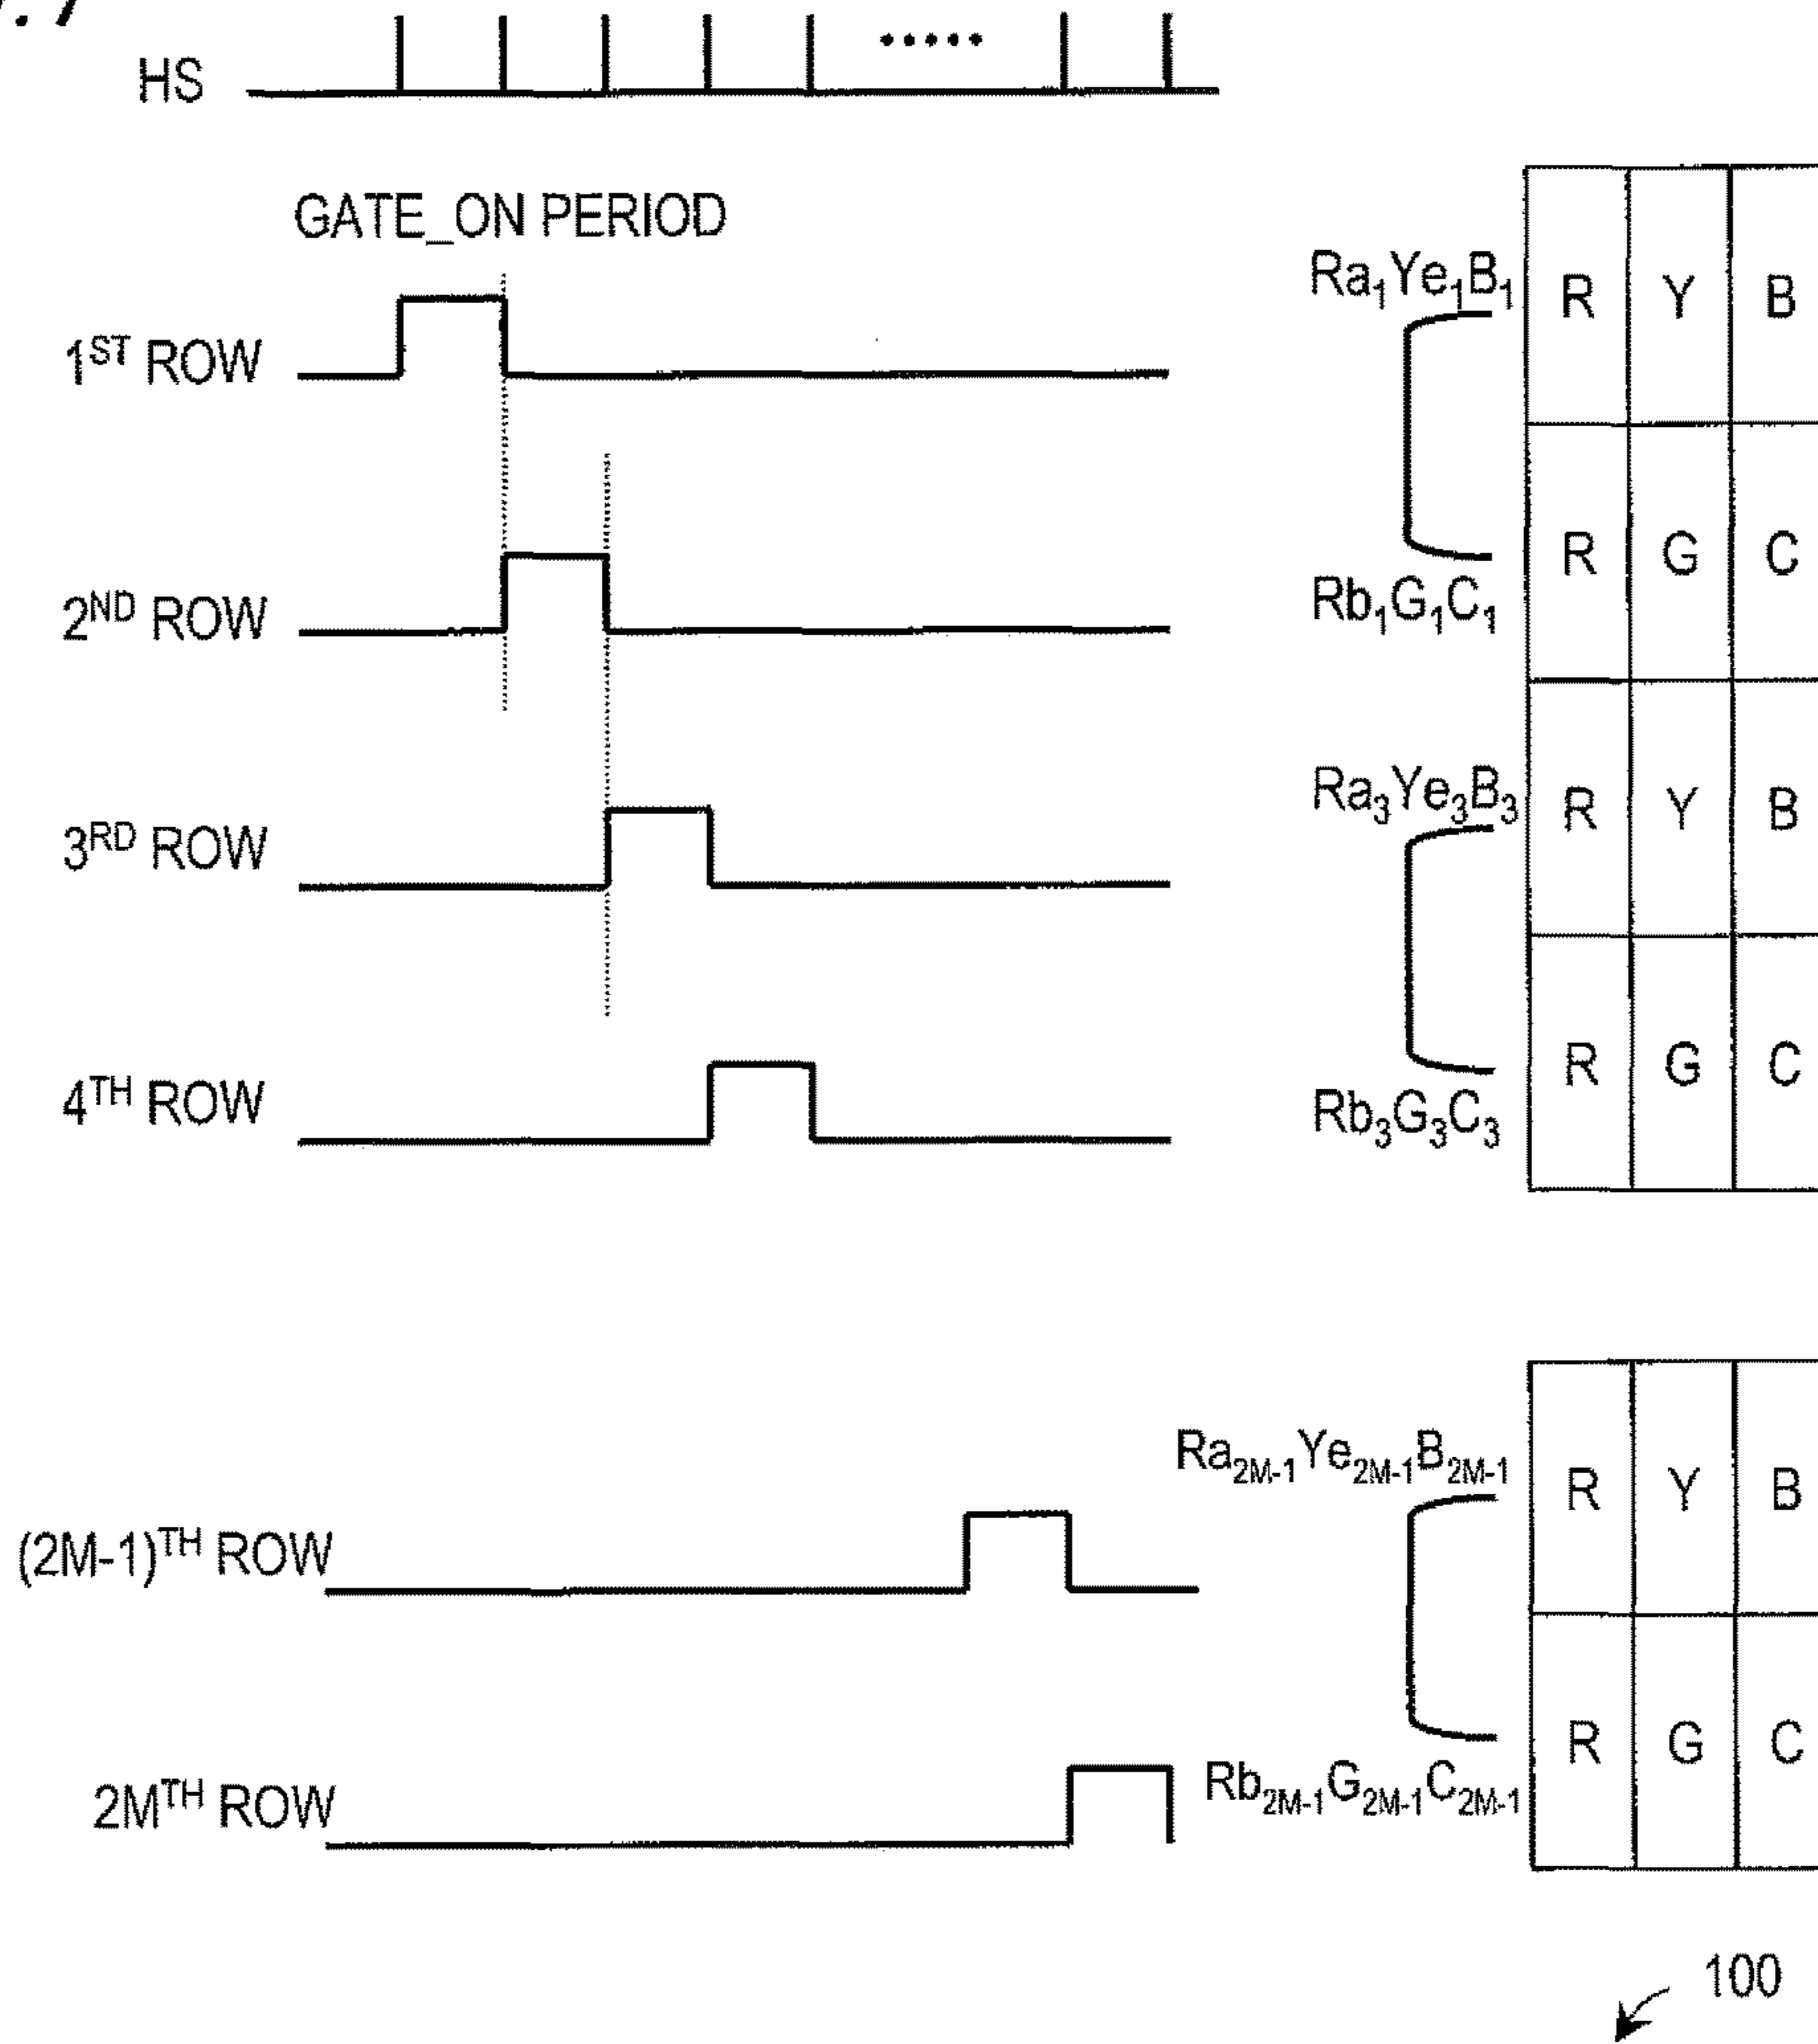 . 7
HS
•••••
GATE_ON PERIOD
1ST ROW
Ra1Ye1B1
R Y B
2ND ROW
Rb1G1C1
R G C
3RD ROW
Ra3Ye3B3
R Y B
4TH ROW
Rb3G3C3
R G C
(2M-1)TH ROW
Ra2M-1Ye2M-1B2M-1
R Y B
2MTH ROW
Rb2M-1G2M-1C2M-1
R G C
100